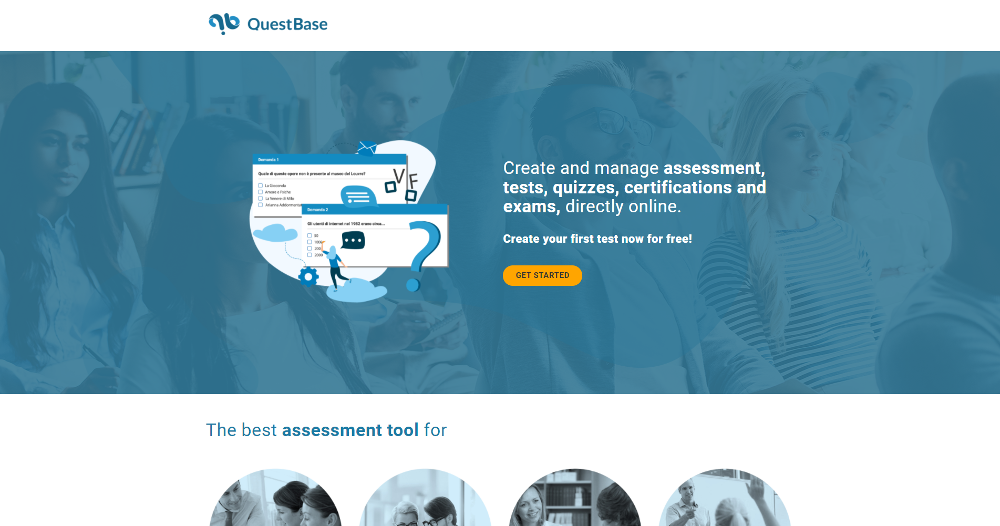 QuestBase
Domanda 1
Quale di queste opere non è presente al museo del Louvre?
La Gioconda
Amore e Psiche
La Venere di Milo
Arianna Addormentat
V F
Domanda 2
Gli utenti di internet nel 1982 erano circa...
50
1000
200
2000
?
Create and manage assessment,
tests, quizzes, certifications and
exams, directly online.
Create your first test now for free!
GET STARTED
The best assessment tool for